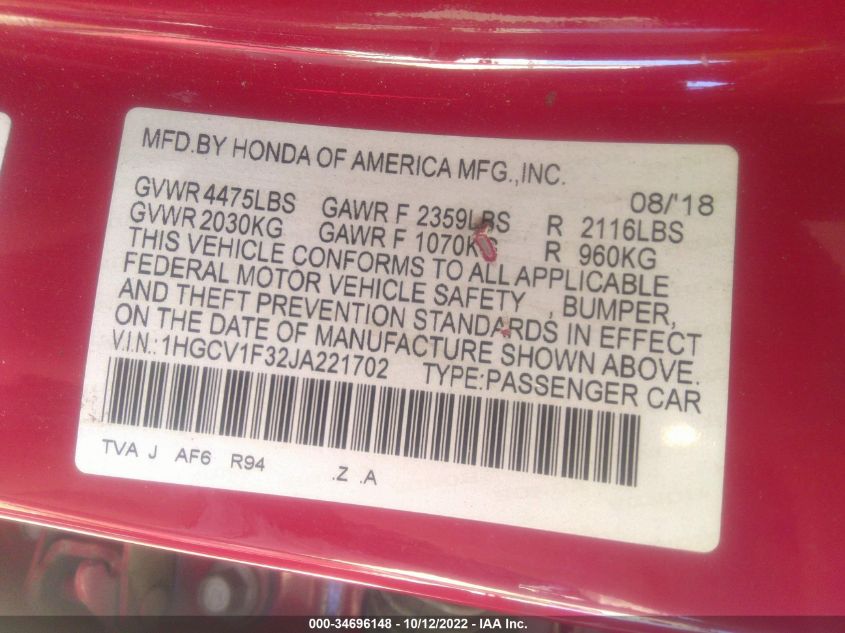 MFD.BY HONDA OF AMERICA MFG.,INC. 08/'18
GVWR 4475LBS GAWR F 2359LBS R 2116LBS
GVWR 2030KG GAWR F 1070KG R 960KG
THIS VEHICLE CONFORMS TO ALL APPLICABLE
FEDERAL MOTOR VEHICLE SAFETY , BUMPER,
AND THEFT PREVENTION STANDARDS IN EFFECT
ON THE DATE OF MANUFACTURE SHOWN ABOVE.
V.I.N.:1HGCV1F32JA221702 TYPE:PASSENGER CAR
TVA J AF6 R94 .Z .A
000-34696148 - 10/12/2022 - IAA Inc.